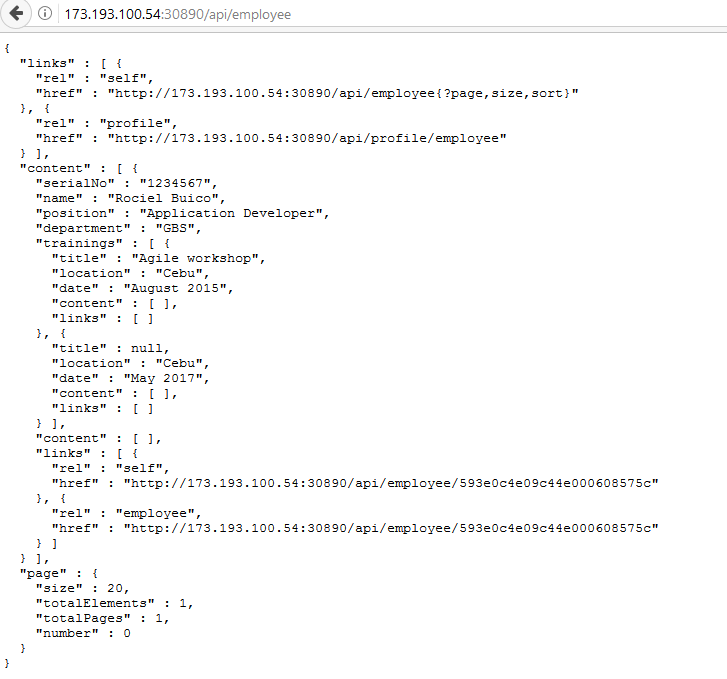 173.193.100.54:30890/api/employee
{
  "links" : [ {
    "rel" : "self",
    "href" : "http://173.193.100.54:30890/api/employee{?page,size,sort}"
  }, {
    "rel" : "profile",
    "href" : "http://173.193.100.54:30890/api/profile/employee"
  } ],
  "content" : [ {
    "serialNo" : "1234567",
    "name" : "Rociel Buico",
    "position" : "Application Developer",
    "department" : "GBS",
    "trainings" : [ {
      "title" : "Agile workshop",
      "location" : "Cebu",
      "date" : "August 2015",
      "content" : [ ],
      "links" : [ ]
    }, {
      "title" : null,
      "location" : "Cebu",
      "date" : "May 2017",
      "content" : [ ],
      "links" : [ ]
    } ],
    "content" : [ ],
    "links" : [ {
      "rel" : "self",
      "href" : "http://173.193.100.54:30890/api/employee/593e0c4e09c44e000608575c"
    }, {
      "rel" : "employee",
      "href" : "http://173.193.100.54:30890/api/employee/593e0c4e09c44e000608575c"
    } ]
  } ],
  "page" : {
    "size" : 20,
    "totalElements" : 1,
    "totalPages" : 1,
    "number" : 0
  }
}